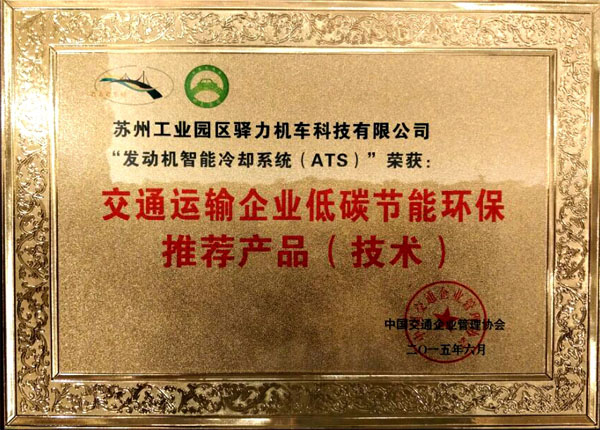 苏州工业园区驿力机车科技有限公司
“发动机智能冷却系统（ATS）”荣获：
交通运输企业低碳节能环保
推荐产品（技术）
中国交通企业管理协会
二〇一五年六月